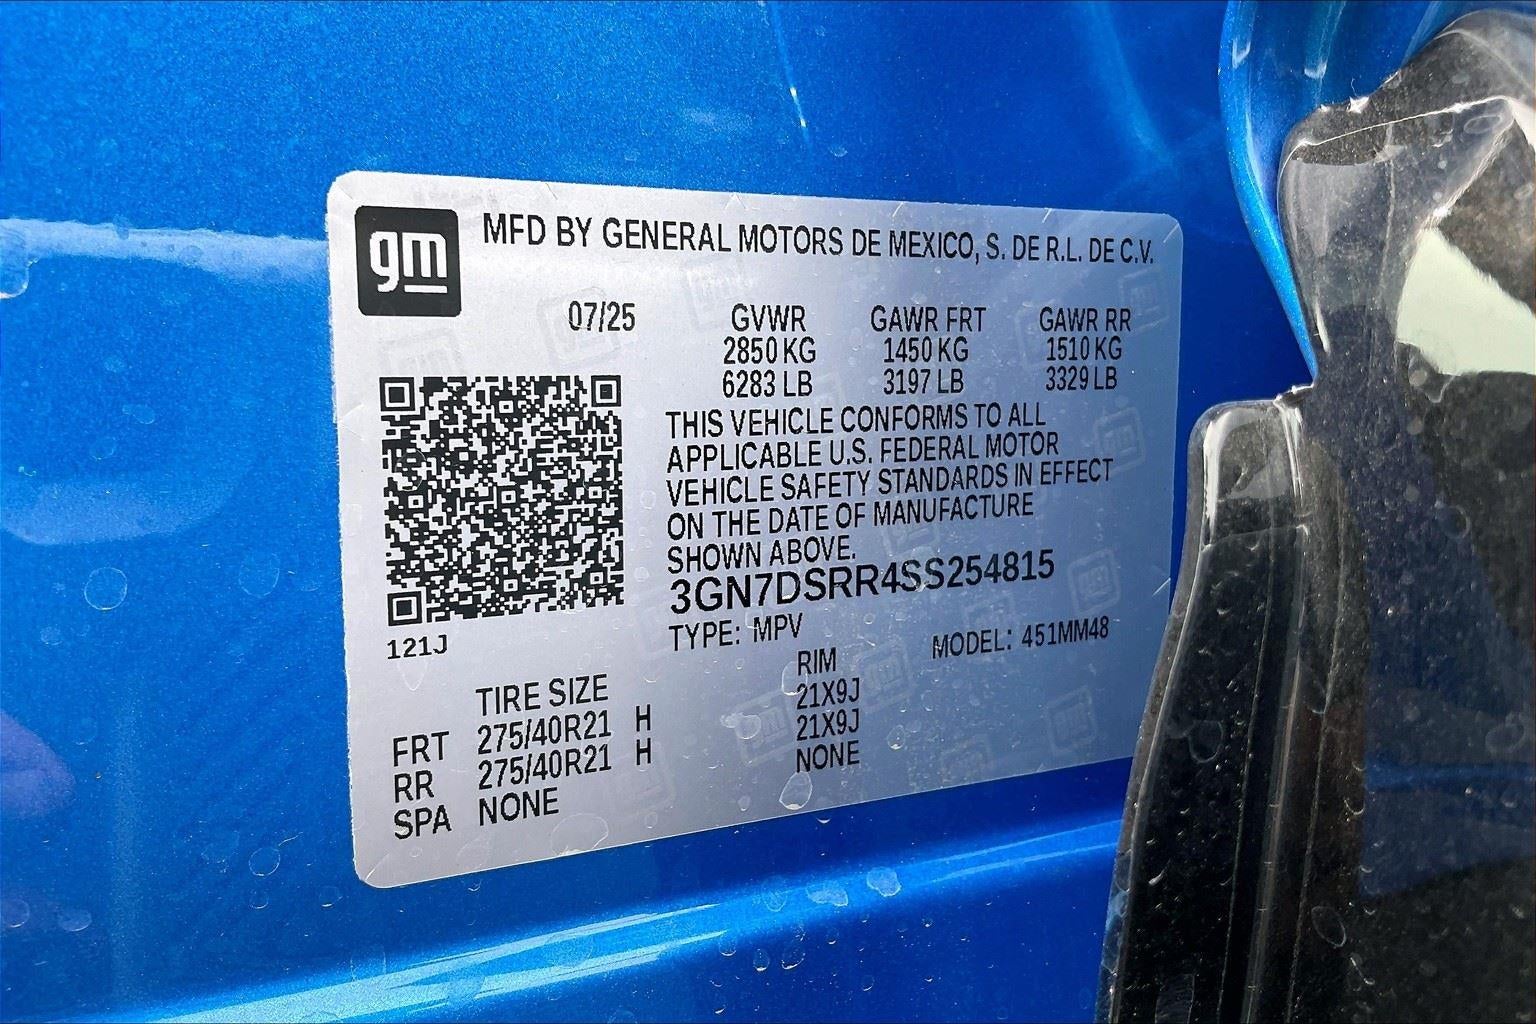 gm
MFD BY GENERAL MOTORS DE MEXICO, S. DE R.L. DE C.V.
07/25 GVWR GAWR FRT GAWR RR
2850 KG 1450 KG 1510 KG
6283 LB 3197 LB 3329 LB
THIS VEHICLE CONFORMS TO ALL
APPLICABLE U.S. FEDERAL MOTOR
VEHICLE SAFETY STANDARDS IN EFFECT
ON THE DATE OF MANUFACTURE
SHOWN ABOVE.
3GN7DSRR4SS254815
121J
TYPE: MPV MODEL: 451MM48
TIRE SIZE RIM
FRT 275/40R21 H 21X9J
RR 275/40R21 H 21X9J
SPA NONE NONE